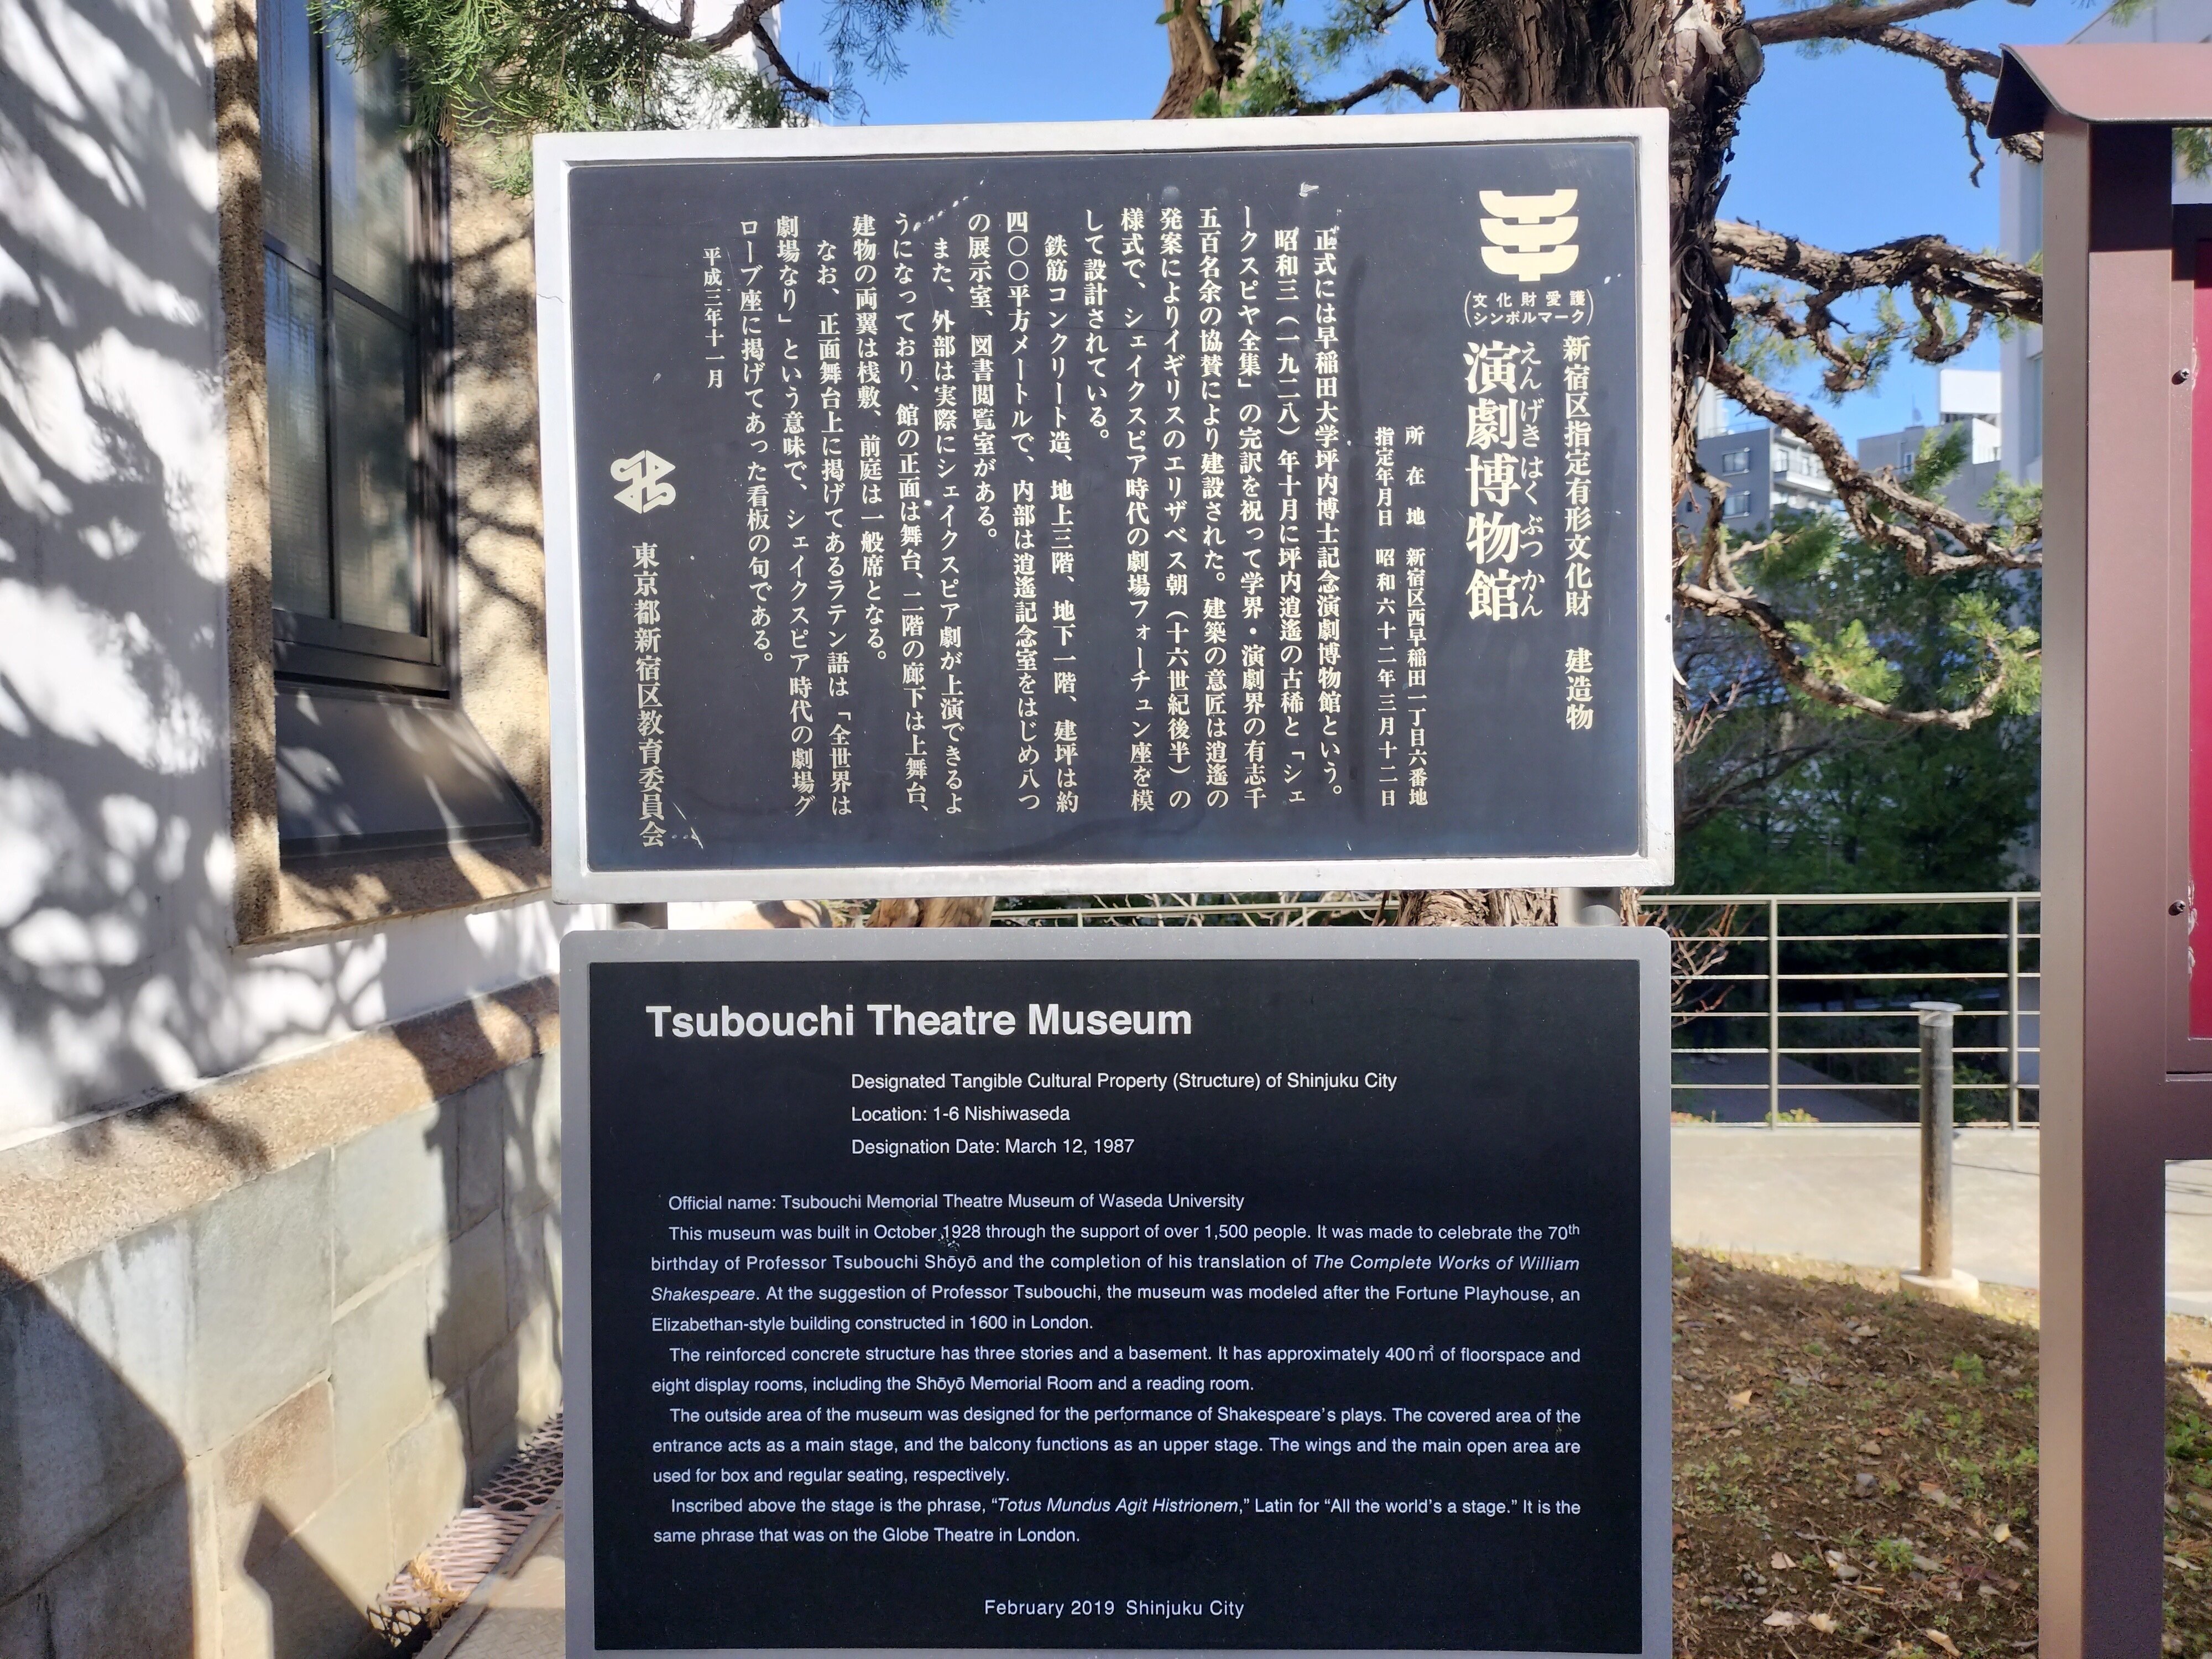 （文化財愛護
シンボルマーク）
新宿区指定有形文化財　建造物
えんげきはくぶつかん
演劇博物館
所在地　新宿区西早稲田一丁目六番地
指定年月日　昭和六十二年三月十二日
正式には早稲田大学坪内博士記念演劇博物館という。
昭和三（一九二八）年十月に坪内逍遙の古稀と「シェ
ークスピヤ全集」の完訳を祝って学界・演劇界の有志千
五百名余の協賛により建設された。建築の意匠は逍遙の
発案によりイギリスのエリザベス朝（十六世紀後半）の
様式で、シェイクスピア時代の劇場フォーチュン座を模
して設計されている。
鉄筋コンクリート造、地上三階、地下一階、建坪は約
四〇〇平方メートルで、内部は逍遙記念室をはじめ八つ
の展示室、図書閲覧室がある。
また、外部は実際にシェイクスピア劇が上演できるよ
うになっており、館の正面は舞台、二階の廊下は上舞台、
建物の両翼は桟敷、前庭は一般席となる。
なお、正面舞台上に掲げてあるラテン語は「全世界は
劇場なり」という意味で、シェイクスピア時代の劇場グ
ローブ座に掲げてあった看板の句である。
平成三年十一月
東京都新宿区教育委員会
Tsubouchi Theatre Museum
Designated Tangible Cultural Property (Structure) of Shinjuku City
Location: 1-6 Nishiwaseda
Designation Date: March 12, 1987
Official name: Tsubouchi Memorial Theatre Museum of Waseda University
This museum was built in October 1928 through the support of over 1,500 people. It was made to celebrate the 70th
birthday of Professor Tsubouchi Shōyō and the completion of his translation of The Complete Works of William
Shakespeare. At the suggestion of Professor Tsubouchi, the museum was modeled after the Fortune Playhouse, an
Elizabethan-style building constructed in 1600 in London.
The reinforced concrete structure has three stories and a basement. It has approximately 400㎡ of floorspace and
eight display rooms, including the Shōyō Memorial Room and a reading room.
The outside area of the museum was designed for the performance of Shakespeare's plays. The covered area of the
entrance acts as a main stage, and the balcony functions as an upper stage. The wings and the main open area are
used for box and regular seating, respectively.
Inscribed above the stage is the phrase, “Totus Mundus Agit Histrionem,” Latin for “All the world's a stage.” It is the
same phrase that was on the Globe Theatre in London.
February 2019 Shinjuku City